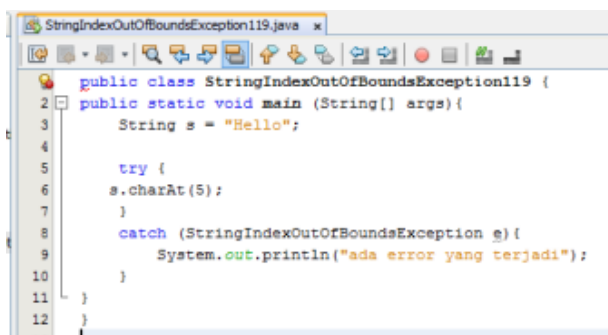 StringIndexOutOfBoundsException119.java
public class StringIndexOutOfBoundsException119 {
2 public static void main (String[] args){
3 String s = "Hello";
4
5 try {
6 s.charAt(5);
7 }
8 catch (StringIndexOutOfBoundsException e){
9 System.out.println("ada error yang terjadi");
10 }
11 }
12 }